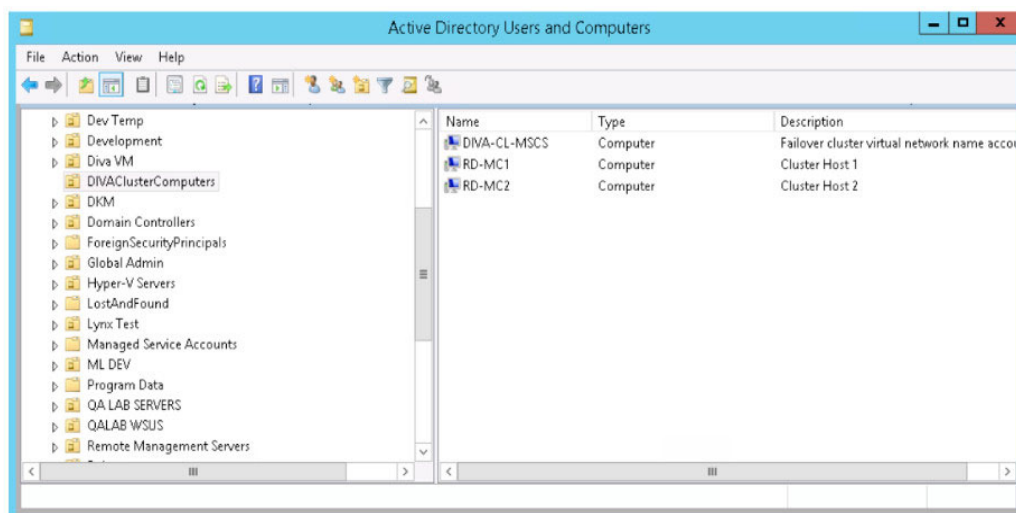 Active Directory Users and Computers
File Action View Help
Dev Temp
Development
Diva VM
DIVAClusterComputers
DKM
Domain Controllers
ForeignSecurityPrincipals
Global Admin
Hyper-V Servers
LostAndFound
Lynx Test
Managed Service Accounts
ML DEV
Program Data
QA LAB SERVERS
QALAB WSUS
Remote Management Servers
Name Type Description
DIVA-CL-MSCS Computer Failover cluster virtual network name acco
RD-MC1 Computer Cluster Host 1
RD-MC2 Computer Cluster Host 2